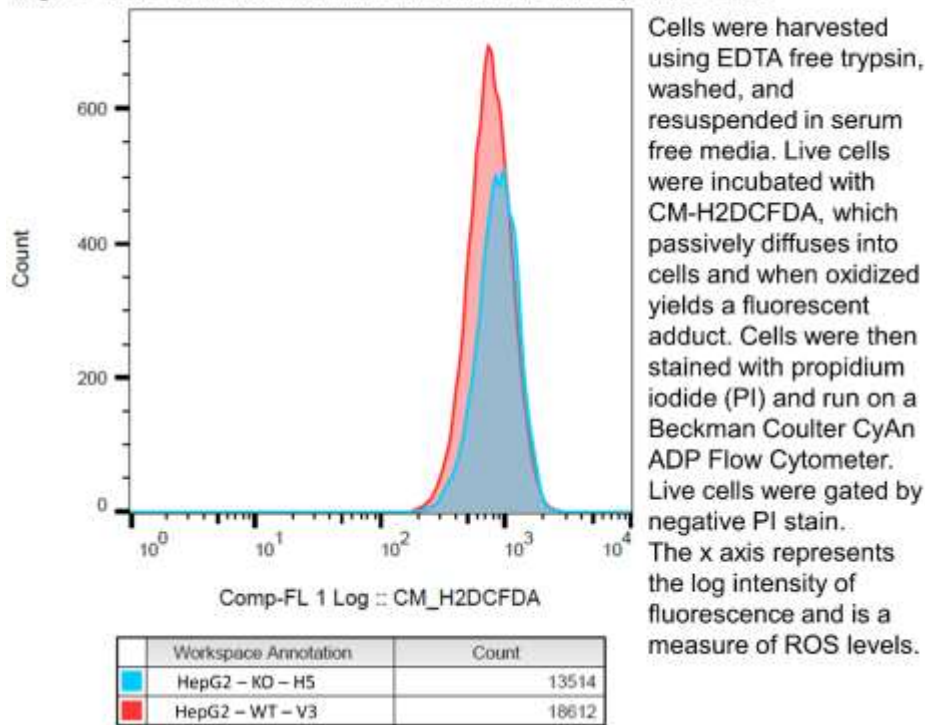 Cells were harvested
using EDTA free trypsin,
washed, and
resuspended in serum
free media. Live cells
were incubated with
CM-H2DCFDA, which
passively diffuses into
cells and when oxidized
yields a fluorescent
adduct. Cells were then
stained with propidium
iodide (PI) and run on a
Beckman Coulter CyAn
ADP Flow Cytometer.
Live cells were gated by
negative PI stain.
The x axis represents
the log intensity of
fluorescence and is a
measure of ROS levels.
Count
600
400
200
0
10^0 10^1 10^2 10^3 10^4
Comp-FL 1 Log :: CM_H2DCFDA
Workspace Annotation Count
HepG2 – KO – H5 13514
HepG2 – WT – V3 18612